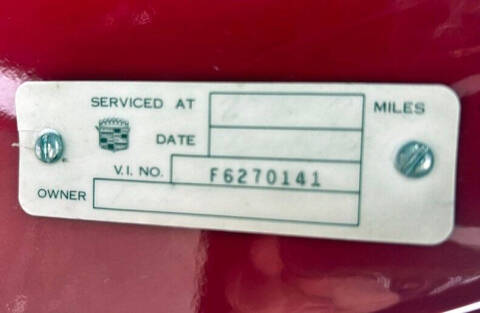 SERVICED AT MILES
DATE
V.I. NO. F6270141
OWNER